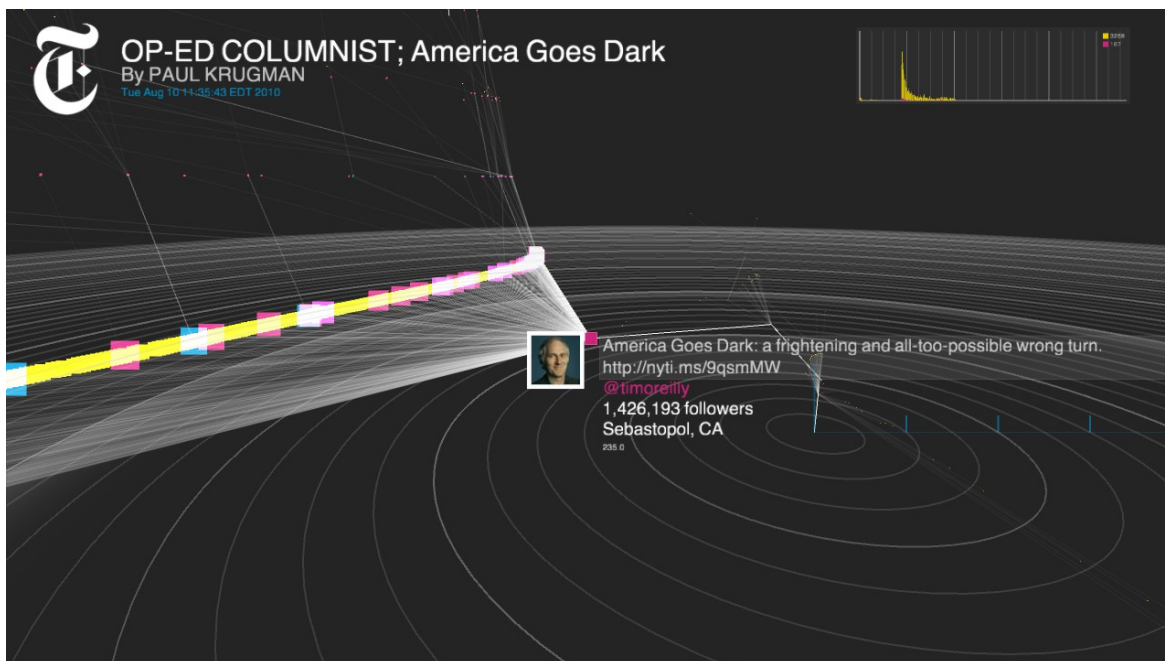 OP-ED COLUMNIST; America Goes Dark
By PAUL KRUGMAN
Tue Aug 10 11:35:43 EDT 2010
America Goes Dark: a frightening and all-too-possible wrong turn.
http://nyti.ms/9qsmMW
@timoreilly
1,426,193 followers
Sebastopol, CA
235.0